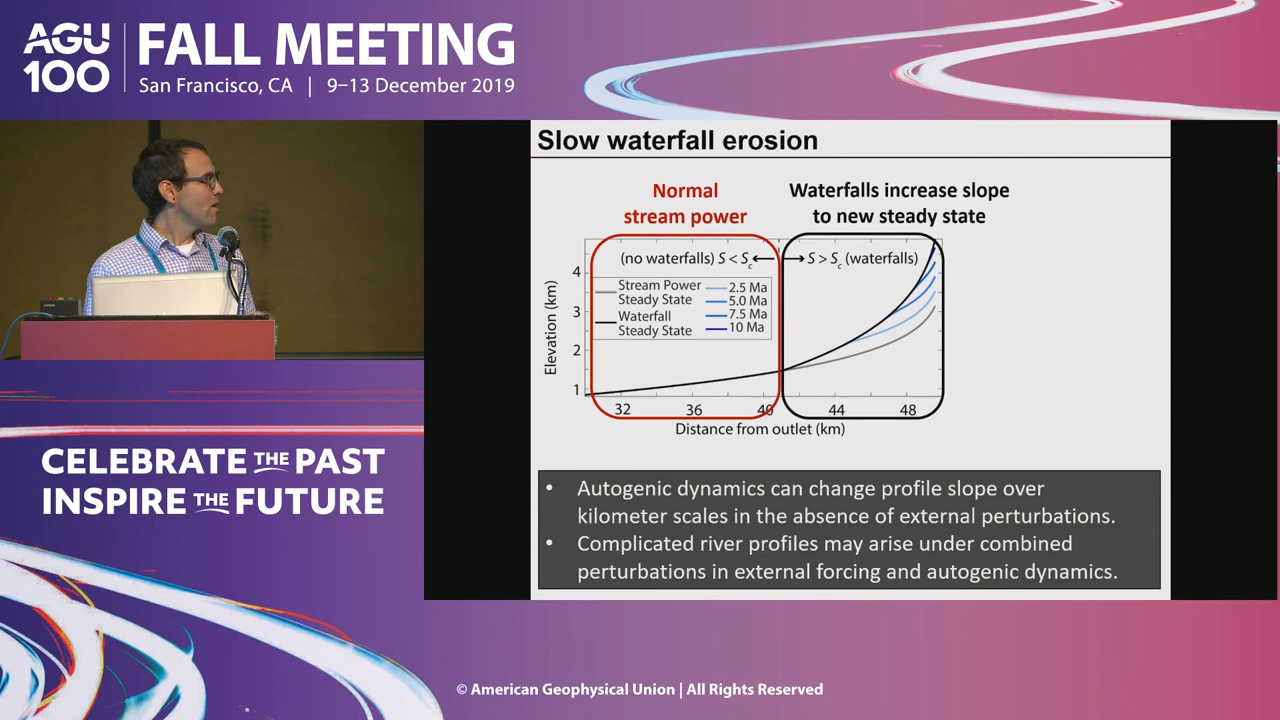 AGU
100
FALL MEETING
San Francisco, CA | 9–13 December 2019
Slow waterfall erosion
Normal
stream power
Waterfalls increase slope
to new steady state
(no waterfalls) S < Sc
S > Sc (waterfalls)
Stream Power
Steady State
Waterfall
Steady State
2.5 Ma
5.0 Ma
7.5 Ma
10 Ma
Elevation (km)
4
3
2
1
32 36 40 44 48
Distance from outlet (km)
• Autogenic dynamics can change profile slope over
kilometer scales in the absence of external perturbations.
• Complicated river profiles may arise under combined
perturbations in external forcing and autogenic dynamics.
CELEBRATE THE PAST
INSPIRE THE FUTURE
© American Geophysical Union | All Rights Reserved